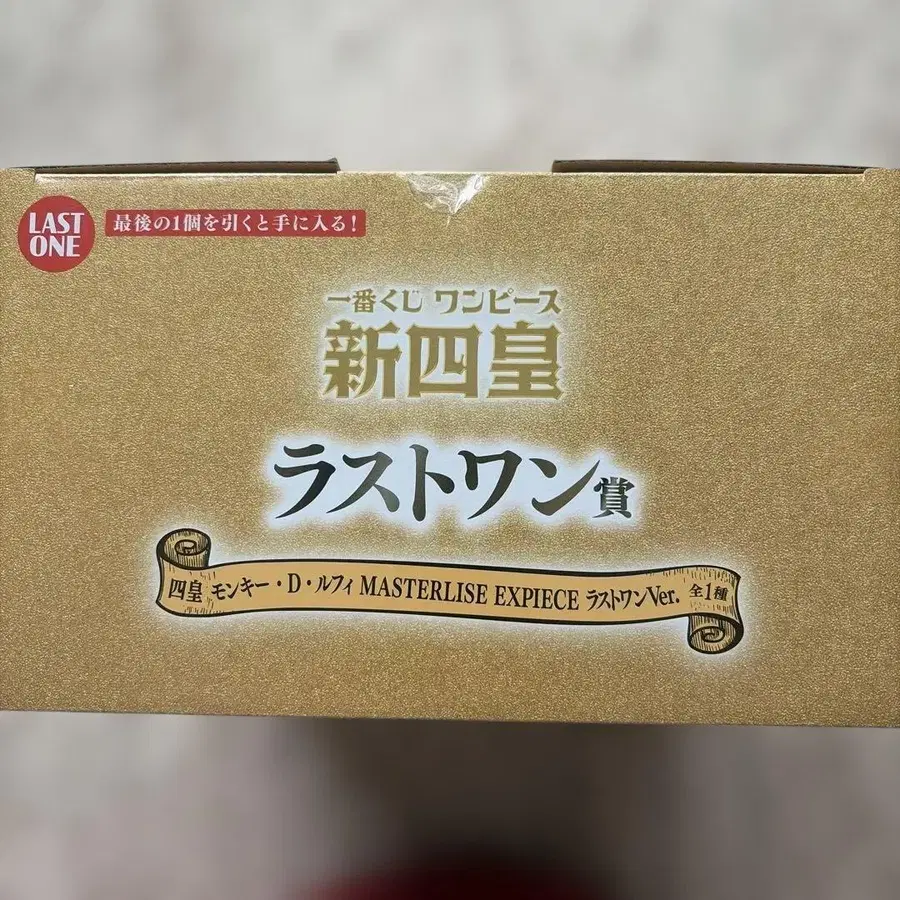 LAST
ONE
最後の1個を引くと手に入る!
一番くじ ワンピース
新四皇
ラストワン賞
四皇 モンキー・D・ルフィ MASTERLISE EXPIECE ラストワンVer. 全1種